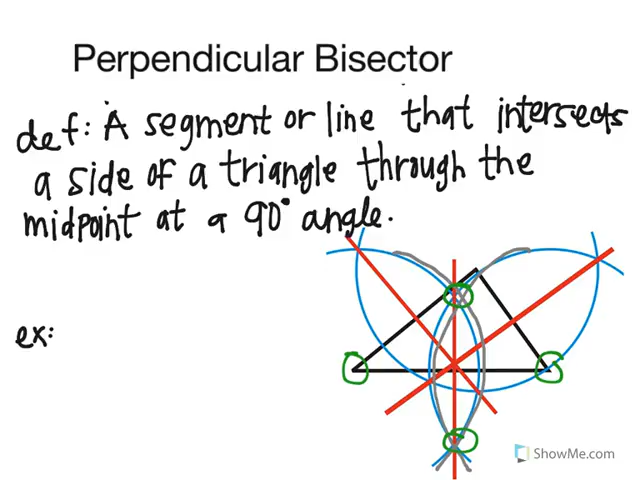 Perpendicular Bisector
def: A segment or line that intersects
a side of a triangle through the
midpoint at a 90° angle.
ex:
ShowMe.com